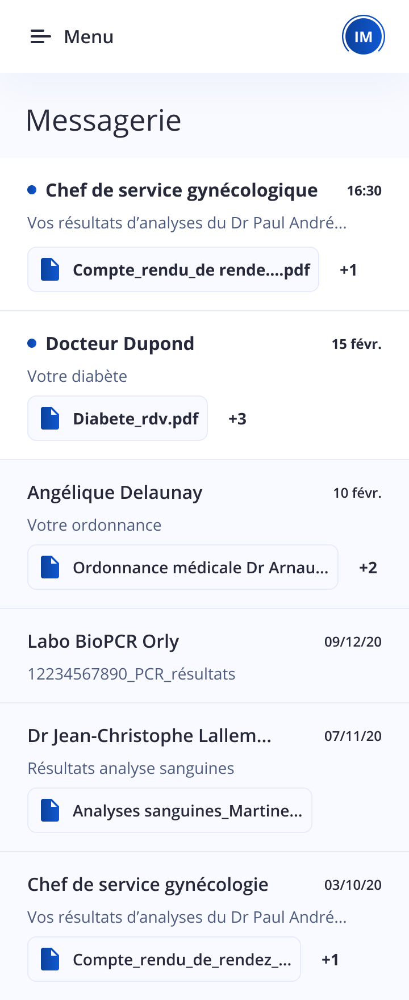 Menu
IM
Messagerie
Chef de service gynécologique 16:30
Vos résultats d’analyses du Dr Paul André...
Compte_rendu_de rende....pdf +1
Docteur Dupond 15 févr.
Votre diabète
Diabete_rdv.pdf +3
Angélique Delaunay 10 févr.
Votre ordonnance
Ordonnance médicale Dr Arnau... +2
Labo BioPCR Orly 09/12/20
12234567890_PCR_résultats
Dr Jean-Christophe Lallem... 07/11/20
Résultats analyse sanguines
Analyses sanguines_Martine...
Chef de service gynécologie 03/10/20
Vos résultats d’analyses du Dr Paul André...
Compte_rendu_de_rendez_... +1